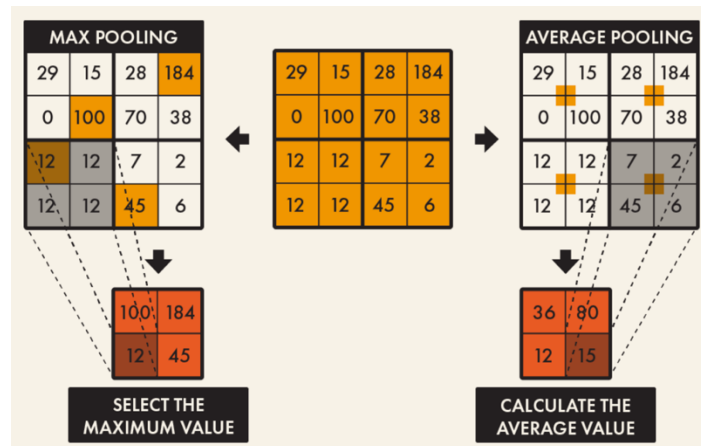 MAX POOLING
29 15 28 184
0 100 70 38
12 12 7 2
12 12 45 6
100 184
12 45
SELECT THE
MAXIMUM VALUE
29 15 28 184
0 100 70 38
12 12 7 2
12 12 45 6
AVERAGE POOLING
29 15 28 184
0 100 70 38
12 12 7 2
12 12 45 6
36 80
12 15
CALCULATE THE
AVERAGE VALUE